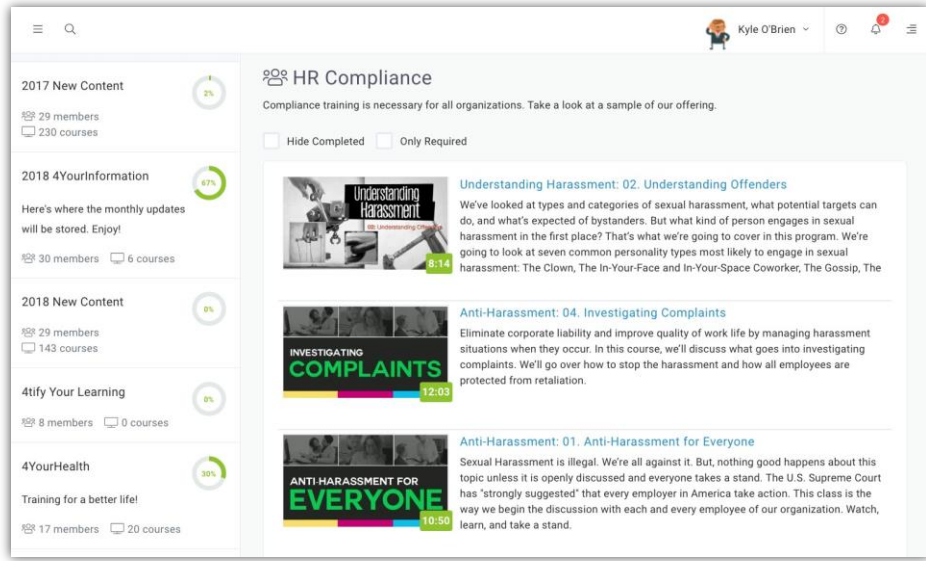 Kyle O'Brien
2
2017 New Content
2%
29 members
230 courses
2018 4YourInformation
67%
Here's where the monthly updates
will be stored. Enjoy!
30 members 6 courses
2018 New Content
0%
29 members
143 courses
4tify Your Learning
0%
8 members 0 courses
4YourHealth
30%
Training for a better life!
17 members 20 courses
HR Compliance
Compliance training is necessary for all organizations. Take a look at a sample of our offering.
Hide Completed Only Required
Understanding
Harassment
Understanding
8:14
Understanding Harassment: 02. Understanding Offenders
We've looked at types and categories of sexual harassment, what potential targets can
do, and what's expected of bystanders. But what kind of person engages in sexual
harassment in the first place? That's what we're going to cover in this program. We're
going to look at seven common personality types most likely to engage in sexual
harassment: The Clown, The In-Your-Face and In-Your-Space Coworker, The Gossip, The
INVESTIGATING
COMPLAINTS
12:03
Anti-Harassment: 04. Investigating Complaints
Eliminate corporate liability and improve quality of work life by managing harassment
situations when they occur. In this course, we'll discuss what goes into investigating
complaints. We'll go over how to stop the harassment and how all employees are
protected from retaliation.
ANTI-HARASSMENT FOR
EVERYONE
10:50
Anti-Harassment: 01. Anti-Harassment for Everyone
Sexual Harassment is illegal. We're all against it. But, nothing good happens about this
topic unless it is openly discussed and everyone takes a stand. The U.S. Supreme Court
has "strongly suggested" that every employer in America take action. This class is the
way we begin the discussion with each and every employee of our organization. Watch,
learn, and take a stand.